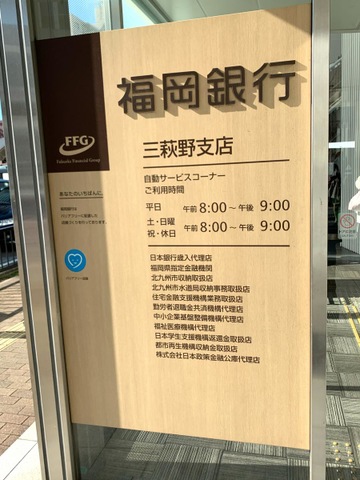 FFG
Fukuoka Financial Group
福岡銀行
三萩野支店
自動サービスコーナー
ご利用時間
平日 午前 8:00～午後 9:00
土・日曜
祝・休日 午前 8:00～午後 9:00
あなたのいちばんに。
日本銀行歳入代理店
福岡県指定金融機関
北九州市収納取扱店
北九州市水道局収納事務取扱店
住宅金融支援機構業務取扱店
勤労者退職金共済機構代理店
中小企業基盤整備機構代理店
福祉医療機構代理店
日本学生支援機構返還金取扱店
都市再生機構収納金取扱店
株式会社日本政策金融公庫代理店